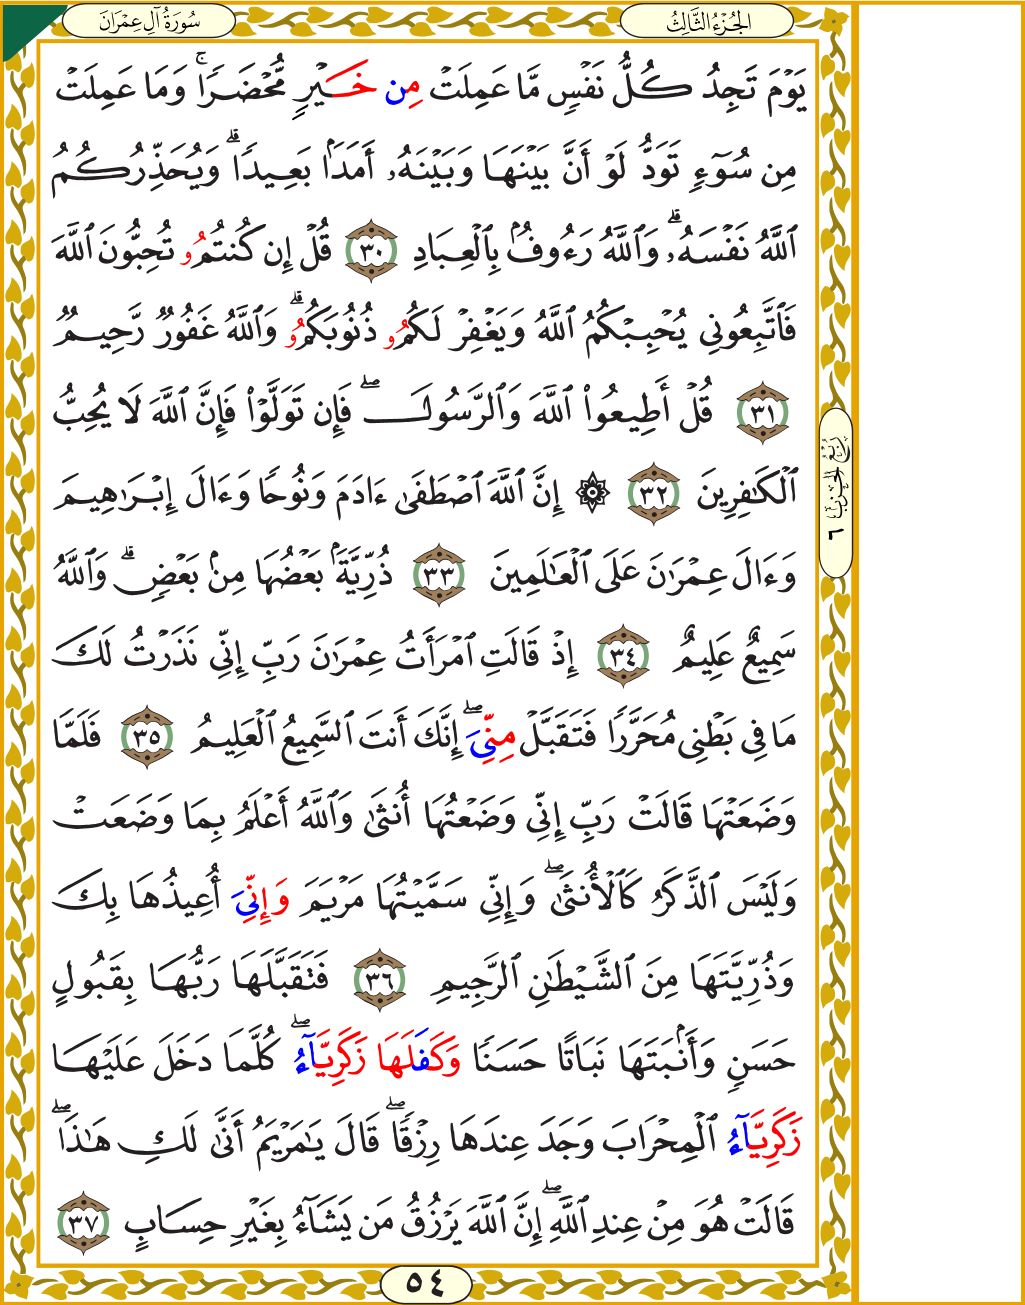 سُورَةُ آلِ عِمْرَانَ
الجُزْءُ الثَّالِثُ
يَوْمَ تَجِدُ كُلُّ نَفْسٍ مَّا عَمِلَتْ مِنْ خَيْرٍ مُّحْضَرًا ۚ وَمَا عَمِلَتْ
مِن سُوٓءٍ تَوَدُّ لَوْ أَنَّ بَيْنَهَا وَبَيْنَهُۥ أَمَدًۢا بَعِيدًا ۗ وَيُحَذِّرُكُمُ
ٱللَّهُ نَفْسَهُۥ ۗ وَٱللَّهُ رَءُوفُۢ بِٱلْعِبَادِ ٣٠ قُلْ إِن كُنتُمُۥ تُحِبُّونَ ٱللَّهَ
فَٱتَّبِعُونِي يُحْبِبْكُمُ ٱللَّهُ وَيَغْفِرْ لَكُمُۥ ذُنُوبَكُمُۥ ۗ وَٱللَّهُ غَفُورٌ رَّحِيمٌ
٣١ قُلْ أَطِيعُوا۟ ٱللَّهَ وَٱلرَّسُولَ ۖ فَإِن تَوَلَّوْا۟ فَإِنَّ ٱللَّهَ لَا يُحِبُّ
ٱلْكَٰفِرِينَ ٣٢ ۞ إِنَّ ٱللَّهَ ٱصْطَفَىٰ ءَادَمَ وَنُوحًا وَءَالَ إِبْرَٰهِيمَ
وَءَالَ عِمْرَٰنَ عَلَى ٱلْعَٰلَمِينَ ٣٣ ذُرِّيَّةَۢ بَعْضُهَا مِنۢ بَعْضٍ ۗ وَٱللَّهُ
سَمِيعٌ عَلِيمٌ ٣٤ إِذْ قَالَتِ ٱمْرَأَتُ عِمْرَٰنَ رَبِّ إِنِّي نَذَرْتُ لَكَ
مَا فِي بَطْنِي مُحَرَّرًا فَتَقَبَّلْ مِنِّيَ ۖ إِنَّكَ أَنتَ ٱلسَّمِيعُ ٱلْعَلِيمُ ٣٥ فَلَمَّا
وَضَعَتْهَا قَالَتْ رَبِّ إِنِّي وَضَعْتُهَا أُنثَىٰ وَٱللَّهُ أَعْلَمُ بِمَا وَضَعَتْ
وَلَيْسَ ٱلذَّكَرُ كَٱلْأُنثَىٰ ۖ وَإِنِّي سَمَّيْتُهَا مَرْيَمَ وَإِنِّيَ أُعِيذُهَا بِكَ
وَذُرِّيَّتَهَا مِنَ ٱلشَّيْطَٰنِ ٱلرَّجِيمِ ٣٦ فَتَقَبَّلَهَا رَبُّهَا بِقَبُولٍ
حَسَنٍ وَأَنۢبَتَهَا نَبَاتًا حَسَنًا وَكَفَلَهَا زَكَرِيَّآءُ ۖ كُلَّمَا دَخَلَ عَلَيْهَا
زَكَرِيَّآءُ ٱلْمِحْرَابَ وَجَدَ عِندَهَا رِزْقًا ۖ قَالَ يَٰمَرْيَمُ أَنَّىٰ لَكِ هَٰذَا ۖ
قَالَتْ هُوَ مِنْ عِندِ ٱللَّهِ ۖ إِنَّ ٱللَّهَ يَرْزُقُ مَن يَشَآءُ بِغَيْرِ حِسَابٍ ٣٧
رُبْعُ الحِزْبِ ٦
٥٤